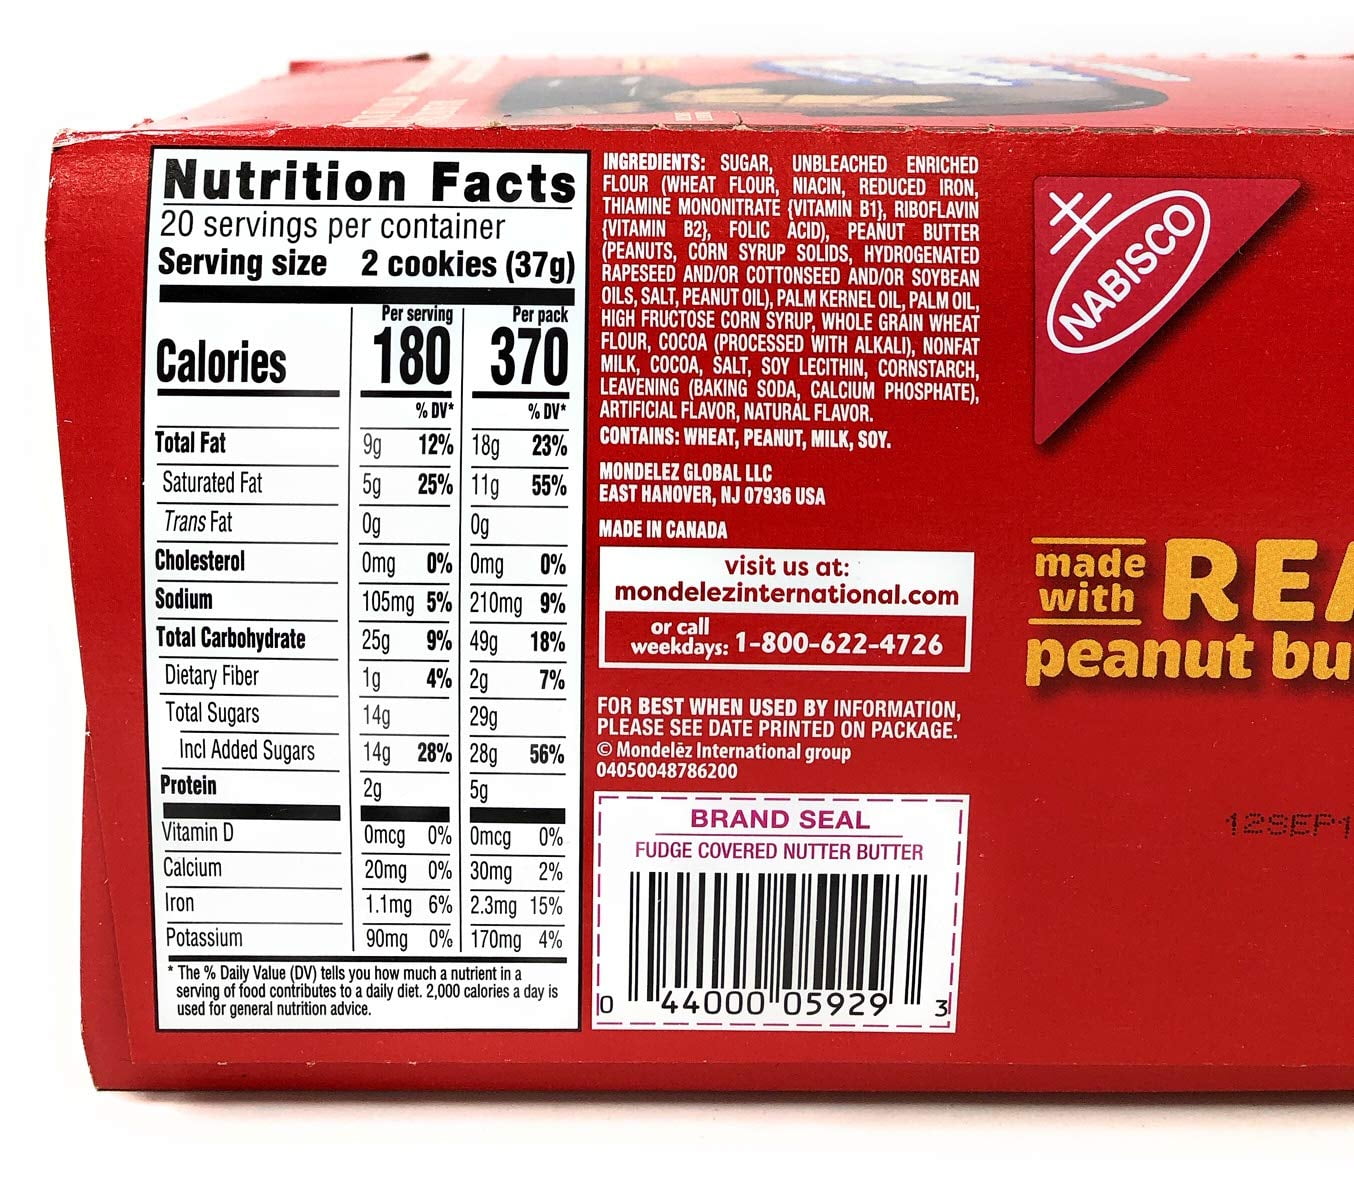 Nutrition Facts
20 servings per container
Serving size 2 cookies (37g)
Per serving Per pack
Calories 180 370
% DV* % DV*
Total Fat 9g 12% 18g 23%
Saturated Fat 5g 25% 11g 55%
Trans Fat 0g 0g
Cholesterol 0mg 0% 0mg 0%
Sodium 105mg 5% 210mg 9%
Total Carbohydrate 25g 9% 49g 18%
Dietary Fiber 1g 4% 2g 7%
Total Sugars 14g 29g
Incl Added Sugars 14g 28% 28g 56%
Protein 2g 5g
Vitamin D 0mcg 0% 0mcg 0%
Calcium 20mg 0% 30mg 2%
Iron 1.1mg 6% 2.3mg 15%
Potassium 90mg 0% 170mg 4%
* The % Daily Value (DV) tells you how much a nutrient in a
serving of food contributes to a daily diet. 2,000 calories a day is
used for general nutrition advice.
INGREDIENTS: SUGAR, UNBLEACHED ENRICHED
FLOUR (WHEAT FLOUR, NIACIN, REDUCED IRON,
THIAMINE MONONITRATE {VITAMIN B1}, RIBOFLAVIN
{VITAMIN B2}, FOLIC ACID), PEANUT BUTTER
(PEANUTS, CORN SYRUP SOLIDS, HYDROGENATED
RAPESEED AND/OR COTTONSEED AND/OR SOYBEAN
OILS, SALT, PEANUT OIL), PALM KERNEL OIL, PALM OIL,
HIGH FRUCTOSE CORN SYRUP, WHOLE GRAIN WHEAT
FLOUR, COCOA (PROCESSED WITH ALKALI), NONFAT
MILK, COCOA, SALT, SOY LECITHIN, CORNSTARCH,
LEAVENING (BAKING SODA, CALCIUM PHOSPHATE),
ARTIFICIAL FLAVOR, NATURAL FLAVOR.
CONTAINS: WHEAT, PEANUT, MILK, SOY.
MONDELEZ GLOBAL LLC
EAST HANOVER, NJ 07936 USA
MADE IN CANADA
visit us at:
mondelezinternational.com
or call
weekdays: 1-800-622-4726
FOR BEST WHEN USED BY INFORMATION,
PLEASE SEE DATE PRINTED ON PACKAGE.
© Mondelēz International group
04050048786200
BRAND SEAL
FUDGE COVERED NUTTER BUTTER
0 44000 05929 3
NABISCO
made
with REA
peanut bu
12SEP1